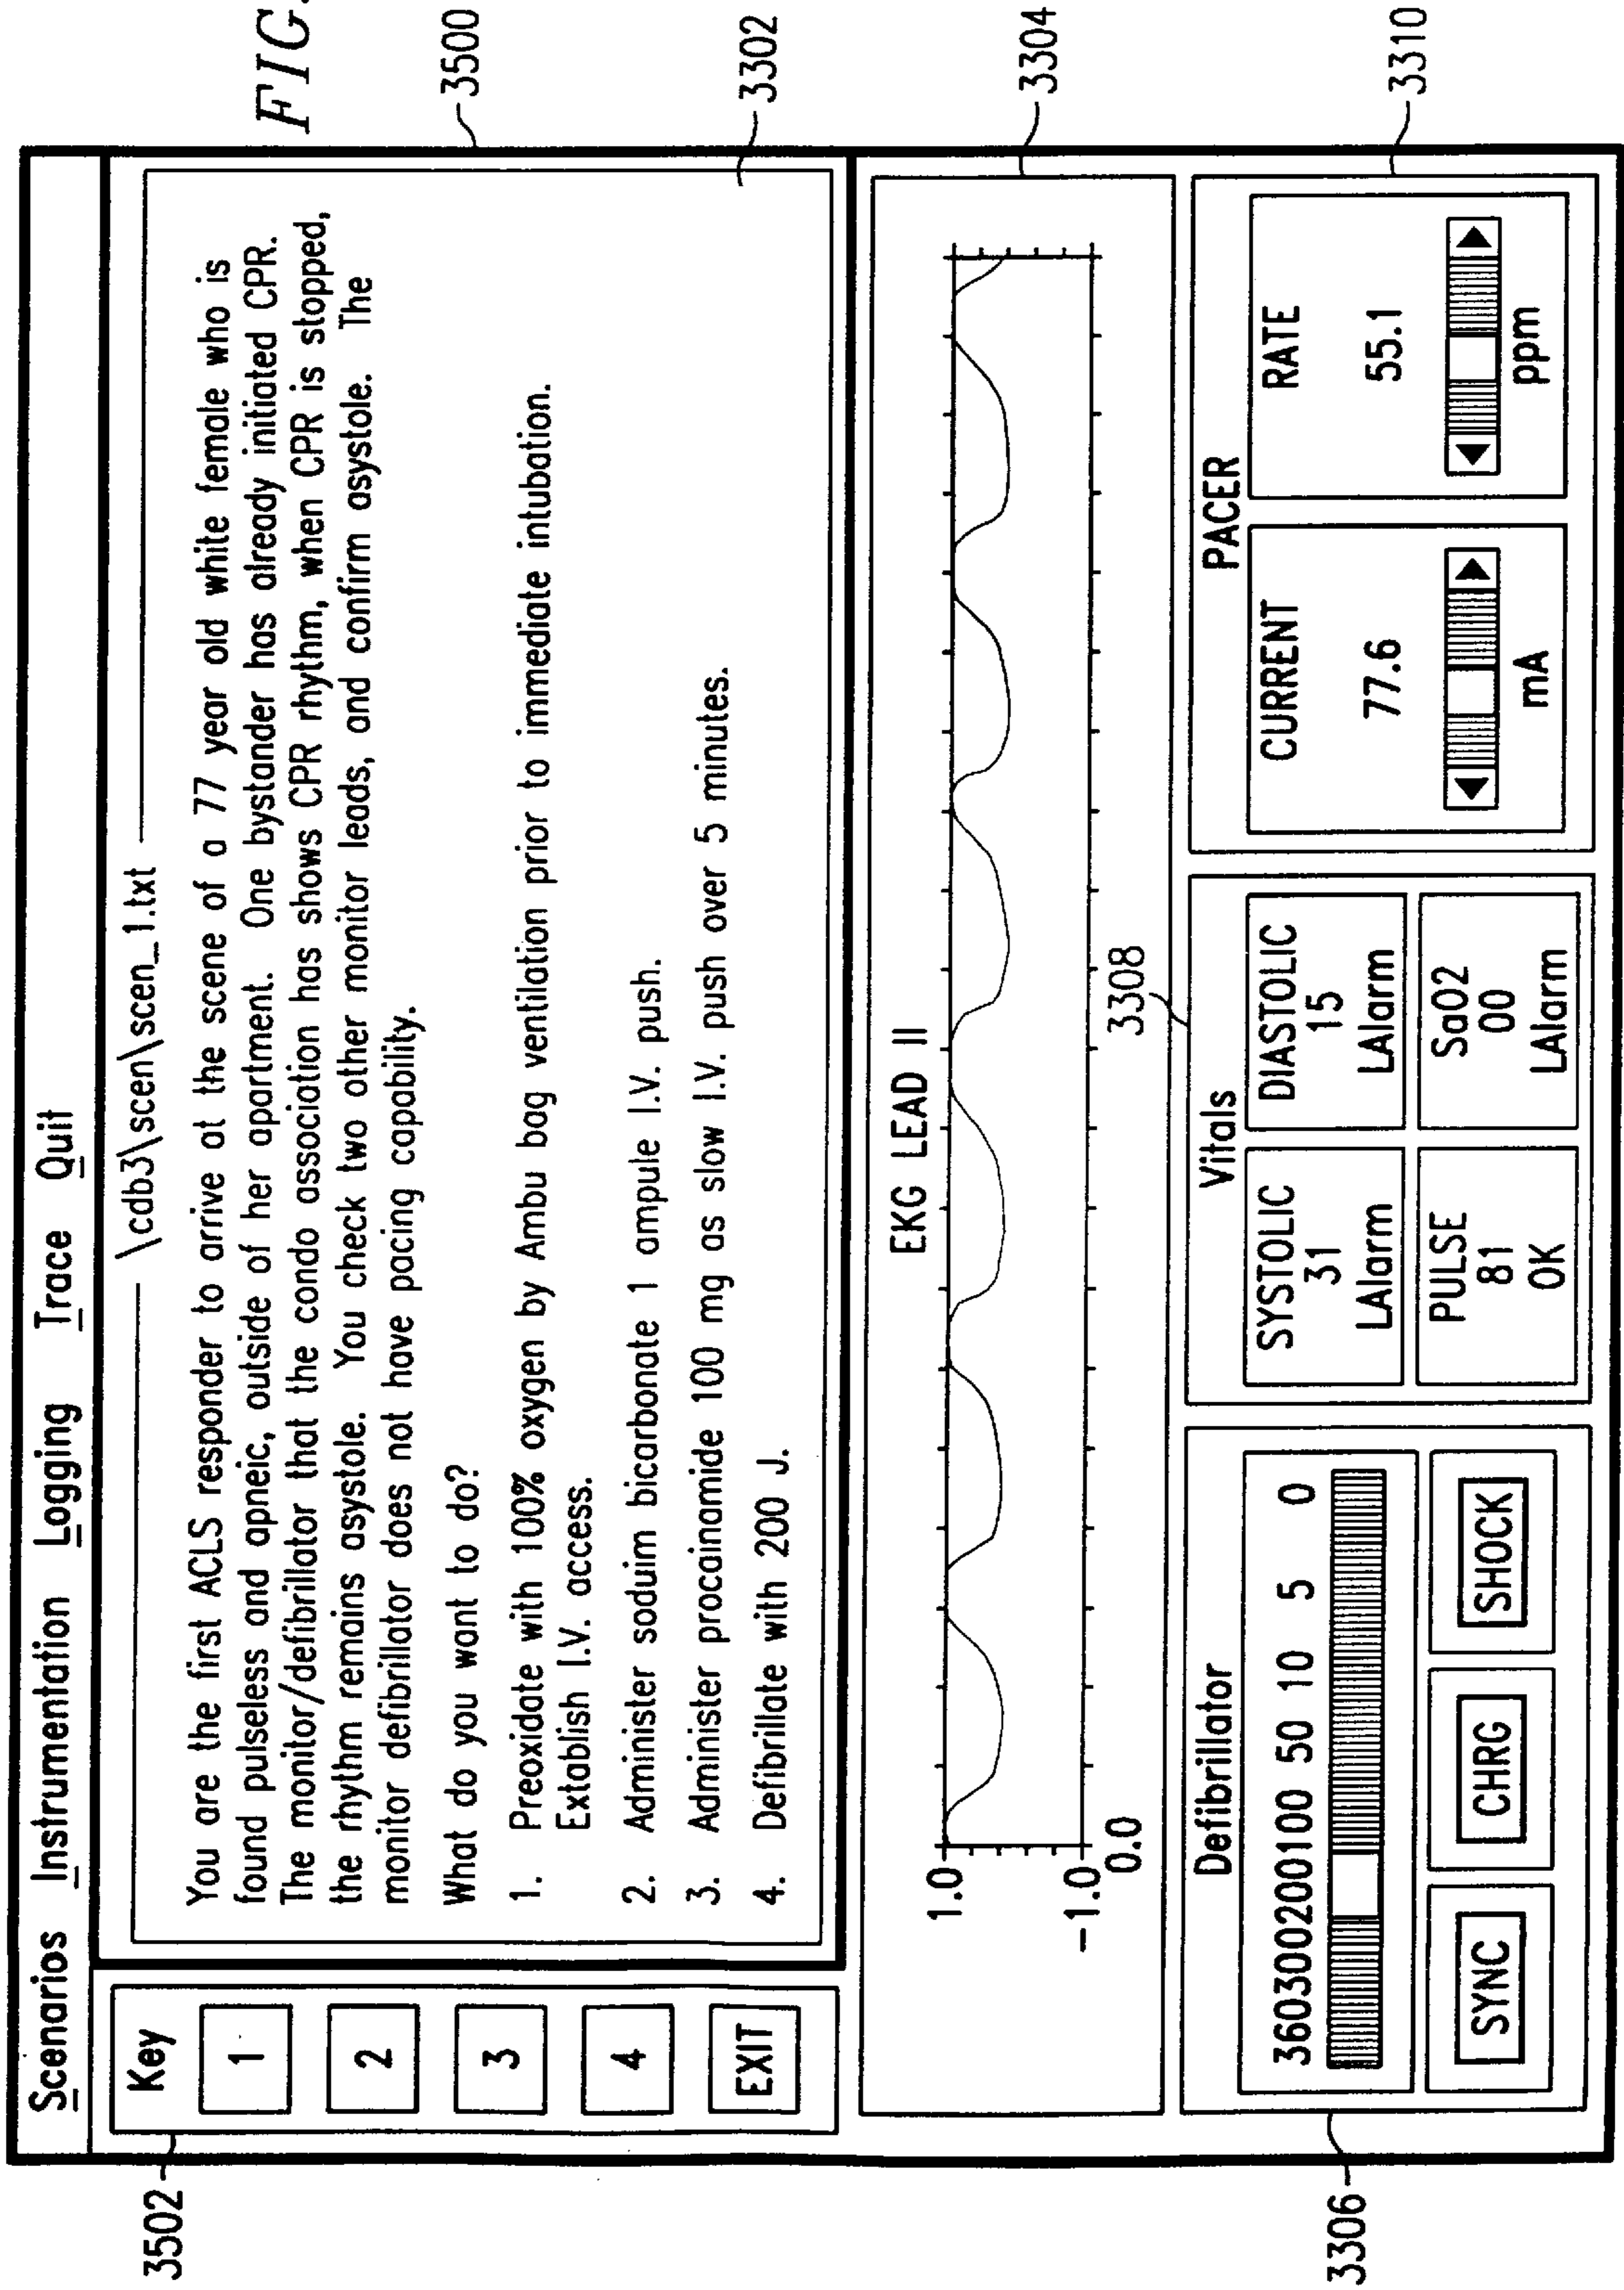 FIG.
3500
3302
3304
3310
3502
3306
3308
Scenarios Instrumentation Logging Trace Quit
Key
1
2
3
4
EXIT
\cdb3\scen\scen_1.txt
You are the first ACLS responder to arrive at the scene of a 77 year old white female who is
found pulseless and apneic, outside of her apartment. One bystander has already initiated CPR.
The monitor/defibrillator that the condo association has shows CPR rhythm, when CPR is stopped,
the rhythm remains asystole. You check two other monitor leads, and confirm asystole. The
monitor defibrillator does not have pacing capability.
What do you want to do?
1. Preoxidate with 100% oxygen by Ambu bag ventilation prior to immediate intubation.
Extablish I.V. access.
2. Administer soduim bicarbonate 1 ampule I.V. push.
3. Administer procainamide 100 mg as slow I.V. push over 5 minutes.
4. Defibrillate with 200 J.
EKG LEAD II
1.0
-1.0
0.0
Defibrillator
360300200100 50 10 5 0
SYNC
CHRG
SHOCK
Vitals
SYSTOLIC
31
LAlarm
DIASTOLIC
15
LAlarm
PULSE
81
OK
SaO2
00
LAlarm
PACER
CURRENT
77.6
mA
RATE
55.1
ppm